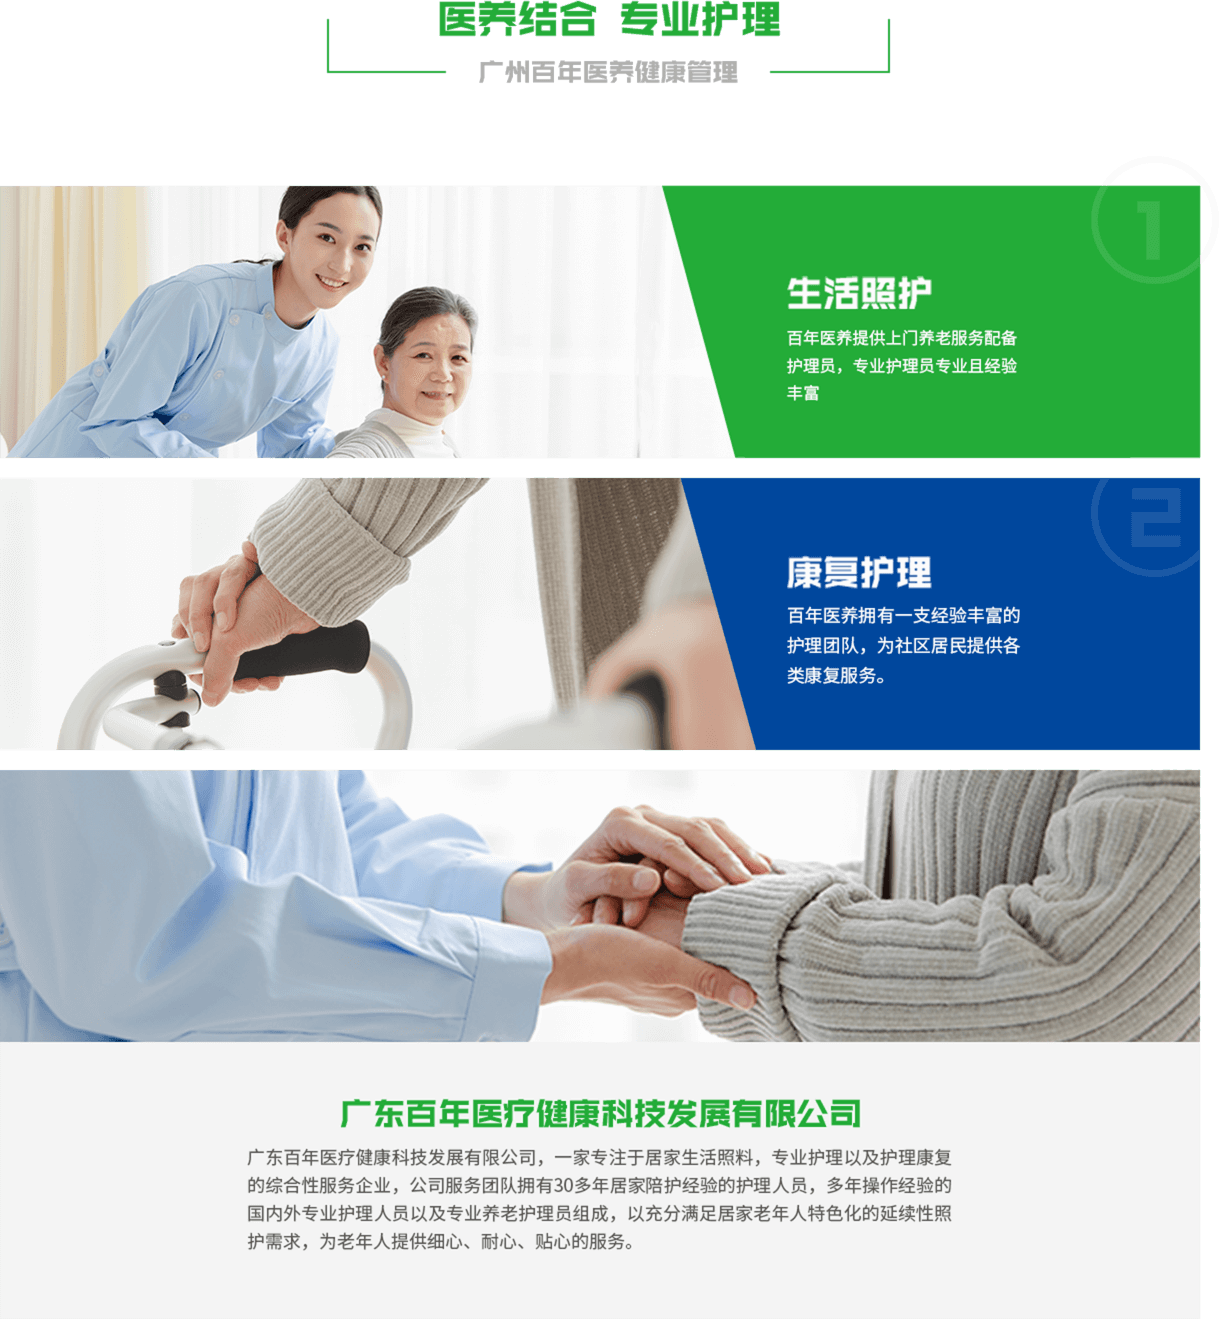 医养结合 专业护理
广州百年医养健康管理
1
生活照护
百年医养提供上门养老服务配备
护理员，专业护理员专业且经验
丰富
2
康复护理
百年医养拥有一支经验丰富的
护理团队，为社区居民提供各
类康复服务。
广东百年医疗健康科技发展有限公司
广东百年医疗健康科技发展有限公司，一家专注于居家生活照料，专业护理以及护理康复
的综合性服务企业，公司服务团队拥有30多年居家陪护经验的护理人员，多年操作经验的
国内外专业护理人员以及专业养老护理员组成，以充分满足居家老年人特色化的延续性照
护需求，为老年人提供细心、耐心、贴心的服务。